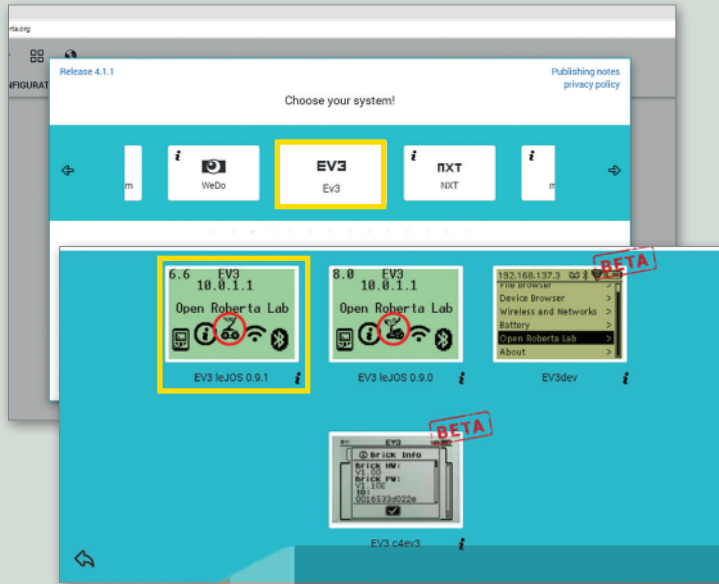 rta.org
NFIGURAT
Release 4.1.1
Publishing notes
privacy policy
Choose your system!
m
i
WeDo
EV3
Ev3
i
NXT
NXT
i
m
6.6 EV3
10.0.1.1
Open Roberta Lab
EV3 leJOS 0.9.1
i
8.0 EV3
10.0.1.1
Open Roberta Lab
EV3 leJOS 0.9.0
i
BETA
192.168.137.3
File Browser >
Device Browser >
Wireless and Networks >
Battery >
Open Roberta Lab >
About >
EV3dev
i
BETA
EV3
Brick Info
Brick HW:
V1.00
Brick FW:
V1.10E
ID:
0016533d022e
EV3 c4ev3
i